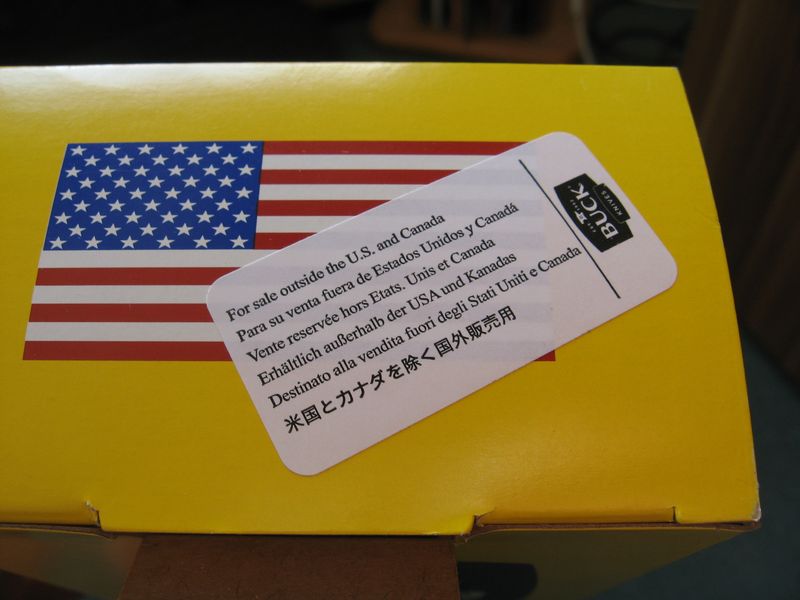 For sale outside the U.S. and Canada
Para su venta fuera de Estados Unidos y Canadá
Vente reservée hors Etats. Unis et Canada
Erhältlich außerhalb der USA und Kanadas
Destinato alla vendita fuori degli Stati Uniti e Canada
米国とカナダを除く国外販売用
BUCK
KNIVES